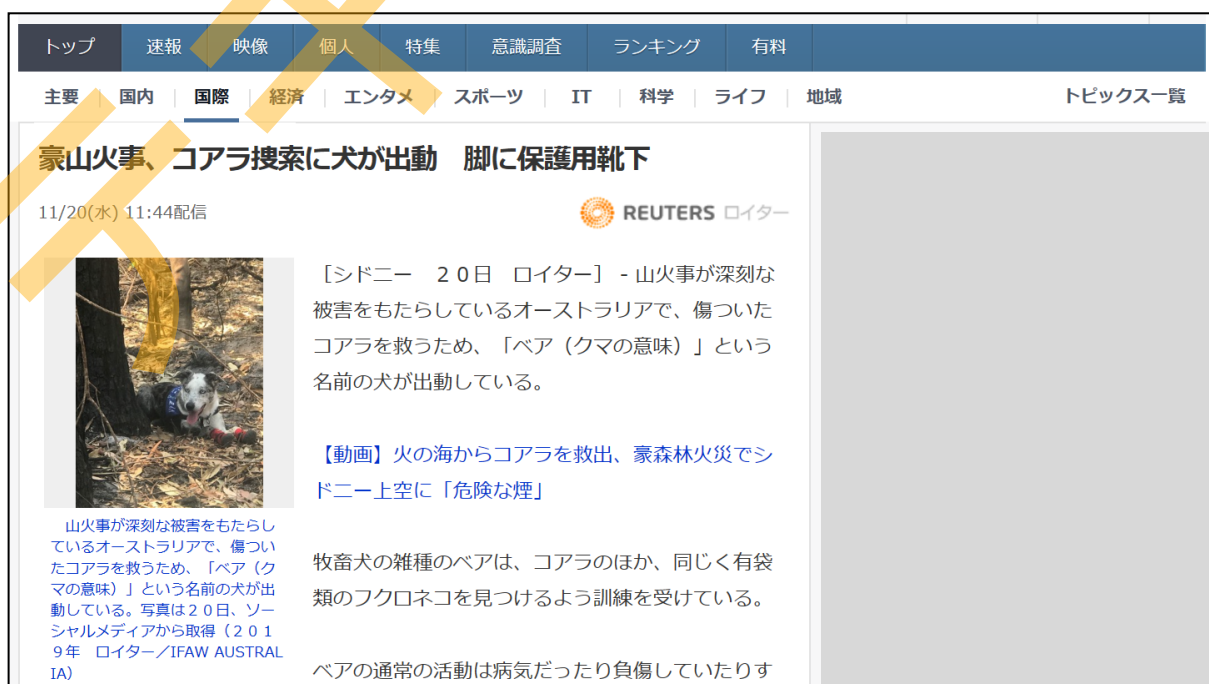 トップ 速報 映像 個人 特集 意識調査 ランキング 有料
主要 国内 国際 経済 エンタメ スポーツ IT 科学 ライフ 地域 トピックス一覧
豪山火事、コアラ捜索に犬が出動 脚に保護用靴下
11/20(水) 11:44配信
REUTERS ロイター
［シドニー ２０日 ロイター］ - 山火事が深刻な
被害をもたらしているオーストラリアで、傷ついた
コアラを救うため、「ベア（クマの意味）」という
名前の犬が出動している。
【動画】火の海からコアラを救出、豪森林火災でシ
ドニー上空に「危険な煙」
山火事が深刻な被害をもたらし
ているオーストラリアで、傷つい
たコアラを救うため、「ベア（ク
マの意味）」という名前の犬が出
動している。写真は２０日、ソー
シャルメディアから取得（２０１
９年 ロイター／IFAW AUSTRAL
IA）
牧畜犬の雑種のベアは、コアラのほか、同じく有袋
類のフクロネコを見つけるよう訓練を受けている。
ベアの通常の活動は病気だったり負傷していたりす